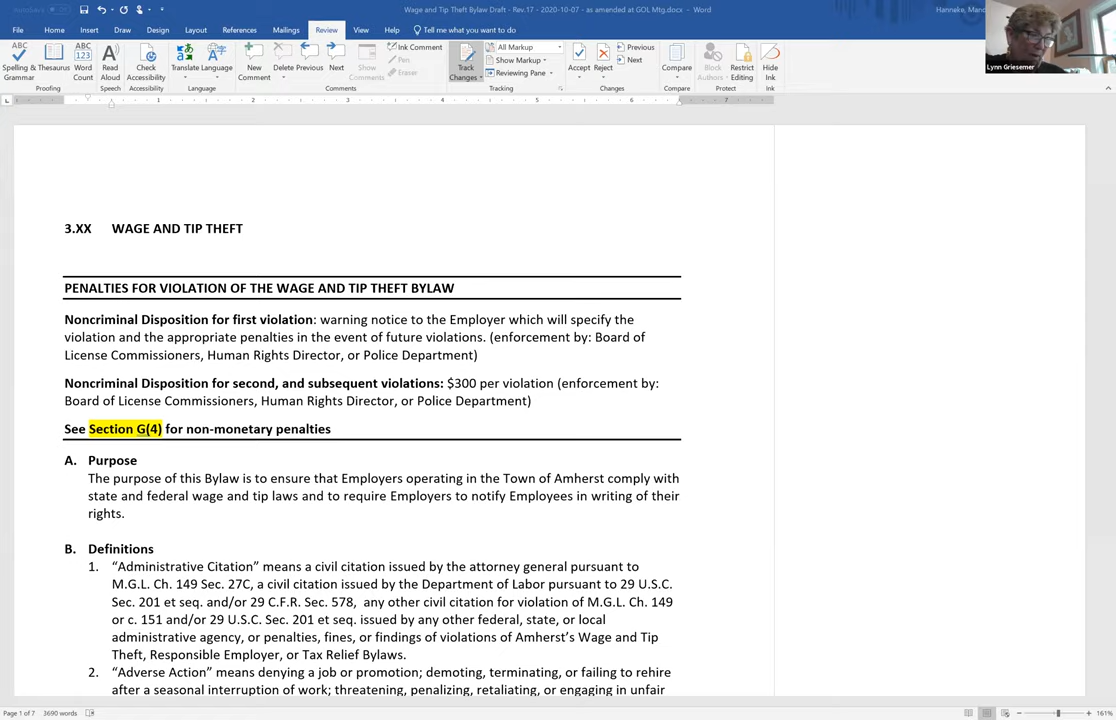 AutoSave
Wage and Tip Theft Bylaw Draft - Rev.17 - 2020-10-07 - as amended at GOL Mtg.docx - Word
Hanneke, Mand
Lynn Griesemer
File Home Insert Draw Design Layout References Mailings Review View Help Tell me what you want to do
Spelling & Grammar
Thesaurus
Word Count
Read Aloud
Check Accessibility
Translate
Language
New Comment
Delete
Previous
Next
Show Comments
Ink Comment
Pen
Eraser
Track Changes
All Markup
Show Markup
Reviewing Pane
Accept
Reject
Previous
Next
Compare
Block Authors
Restrict Editing
Hide Ink
Proofing Speech Accessibility Language Comments Tracking Changes Compare Protect Ink
1 2 3 4 5 6 7
3.XX WAGE AND TIP THEFT
PENALTIES FOR VIOLATION OF THE WAGE AND TIP THEFT BYLAW
Noncriminal Disposition for first violation: warning notice to the Employer which will specify the
violation and the appropriate penalties in the event of future violations. (enforcement by: Board of
License Commissioners, Human Rights Director, or Police Department)
Noncriminal Disposition for second, and subsequent violations: $300 per violation (enforcement by:
Board of License Commissioners, Human Rights Director, or Police Department)
See Section G(4) for non-monetary penalties
A. Purpose
The purpose of this Bylaw is to ensure that Employers operating in the Town of Amherst comply with
state and federal wage and tip laws and to require Employers to notify Employees in writing of their
rights.
B. Definitions
1. “Administrative Citation” means a civil citation issued by the attorney general pursuant to
M.G.L. Ch. 149 Sec. 27C, a civil citation issued by the Department of Labor pursuant to 29 U.S.C.
Sec. 201 et seq. and/or 29 C.F.R. Sec. 578, any other civil citation for violation of M.G.L. Ch. 149
or c. 151 and/or 29 U.S.C. Sec. 201 et seq. issued by any other federal, state, or local
administrative agency, or penalties, fines, or findings of violations of Amherst’s Wage and Tip
Theft, Responsible Employer, or Tax Relief Bylaws.
2. “Adverse Action” means denying a job or promotion; demoting, terminating, or failing to rehire
after a seasonal interruption of work; threatening, penalizing, retaliating, or engaging in unfair
Page 1 of 7 3690 words
161%